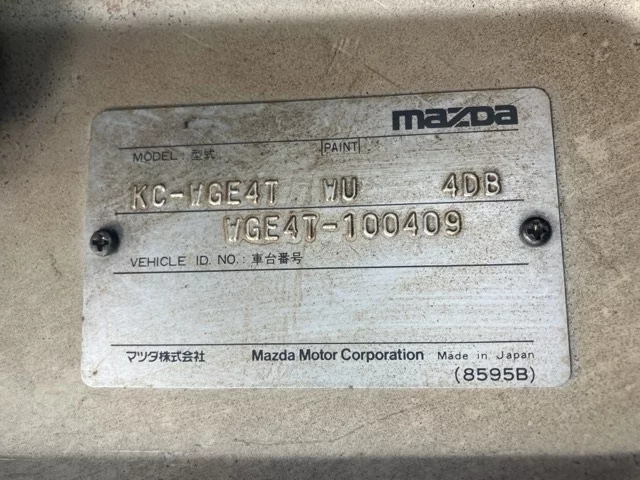 mazda
MODEL : 型式 PAINT
KC-WGE4T WU 4DB
WGE4T-100409
VEHICLE ID. NO. : 車台番号
マツダ株式会社 Mazda Motor Corporation Made in Japan
(8595B)